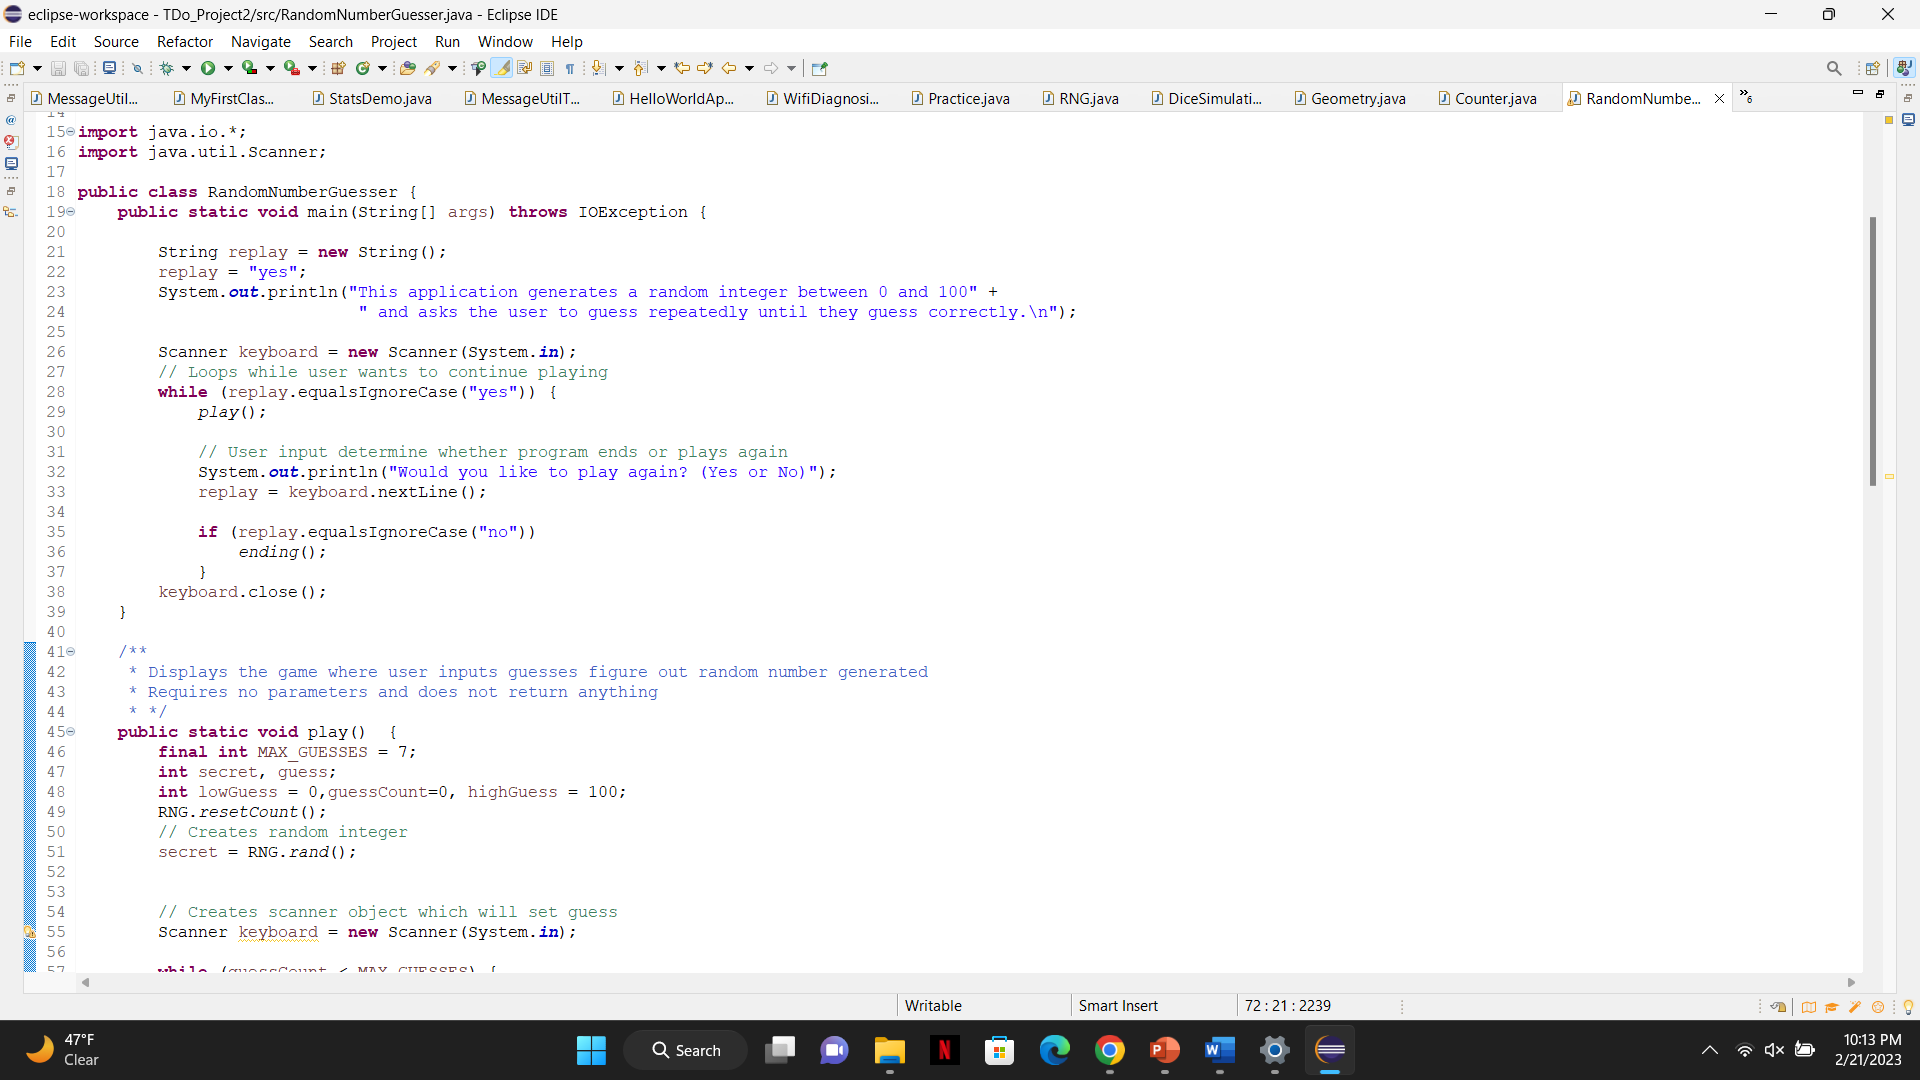 eclipse-workspace - TDo_Project2/src/RandomNumberGuesser.java - Eclipse IDE
File Edit Source Refactor Navigate Search Project Run Window Help
MessageUtil... MyFirstClas... StatsDemo.java MessageUtilT... HelloWorldAp... WifiDiagnosi... Practice.java RNG.java DiceSimulati... Geometry.java Counter.java RandomNumbe... »6
14
15 import java.io.*;
16 import java.util.Scanner;
17
18 public class RandomNumberGuesser {
19 public static void main(String[] args) throws IOException {
20
21 String replay = new String();
22 replay = "yes";
23 System.out.println("This application generates a random integer between 0 and 100" +
24 " and asks the user to guess repeatedly until they guess correctly.\n");
25
26 Scanner keyboard = new Scanner(System.in);
27 // Loops while user wants to continue playing
28 while (replay.equalsIgnoreCase("yes")) {
29 play();
30
31 // User input determine whether program ends or plays again
32 System.out.println("Would you like to play again? (Yes or No)");
33 replay = keyboard.nextLine();
34
35 if (replay.equalsIgnoreCase("no"))
36 ending();
37 }
38 keyboard.close();
39 }
40
41 /**
42 * Displays the game where user inputs guesses figure out random number generated
43 * Requires no parameters and does not return anything
44 * */
45 public static void play() {
46 final int MAX_GUESSES = 7;
47 int secret, guess;
48 int lowGuess = 0,guessCount=0, highGuess = 100;
49 RNG.resetCount();
50 // Creates random integer
51 secret = RNG.rand();
52
53
54 // Creates scanner object which will set guess
55 Scanner keyboard = new Scanner(System.in);
56
57 while (guessCount < MAX_GUESSES) {
Writable Smart Insert 72 : 21 : 2239
47°F
Clear
Search
10:13 PM
2/21/2023